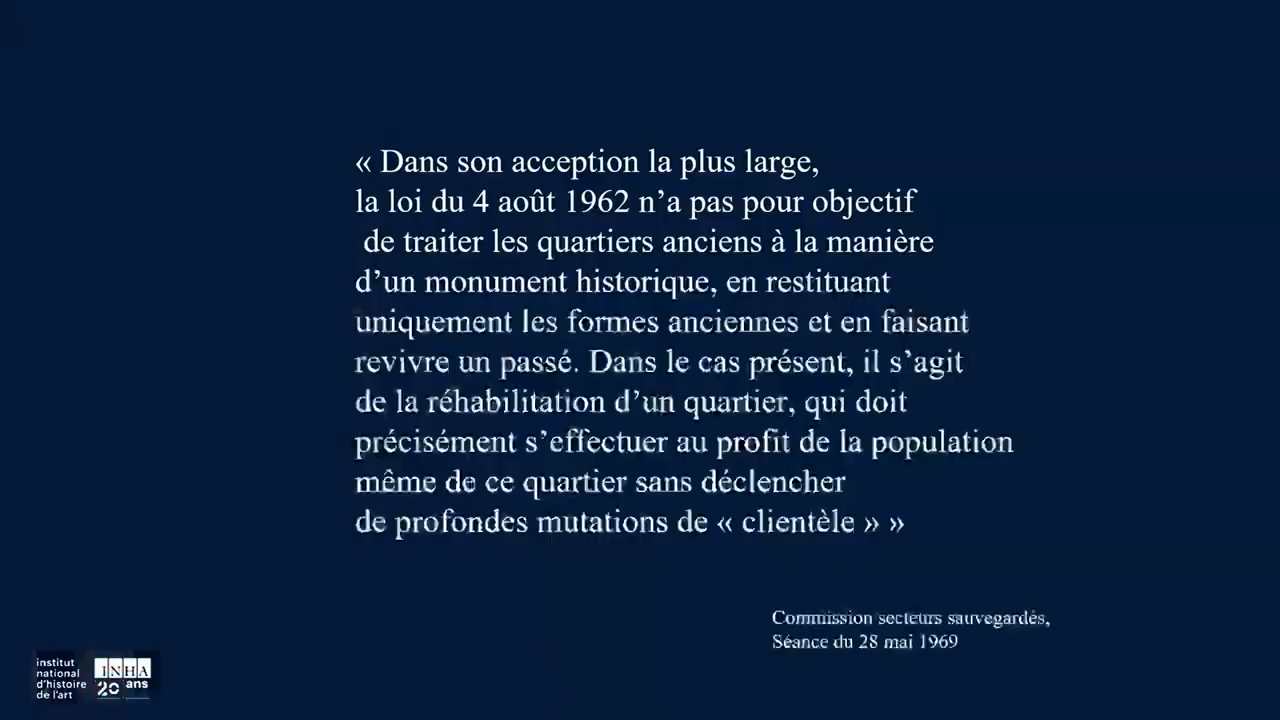 « Dans son acception la plus large,
la loi du 4 août 1962 n’a pas pour objectif
de traiter les quartiers anciens à la manière
d’un monument historique, en restituant
uniquement les formes anciennes et en faisant
revivre un passé. Dans le cas présent, il s’agit
de la réhabilitation d’un quartier, qui doit
précisément s’effectuer au profit de la population
même de ce quartier sans déclencher
de profondes mutations de « clientèle » »
Commission secteurs sauvegardés,
Séance du 28 mai 1969
institut
national
d'histoire
de l'art
INHA
20 ans